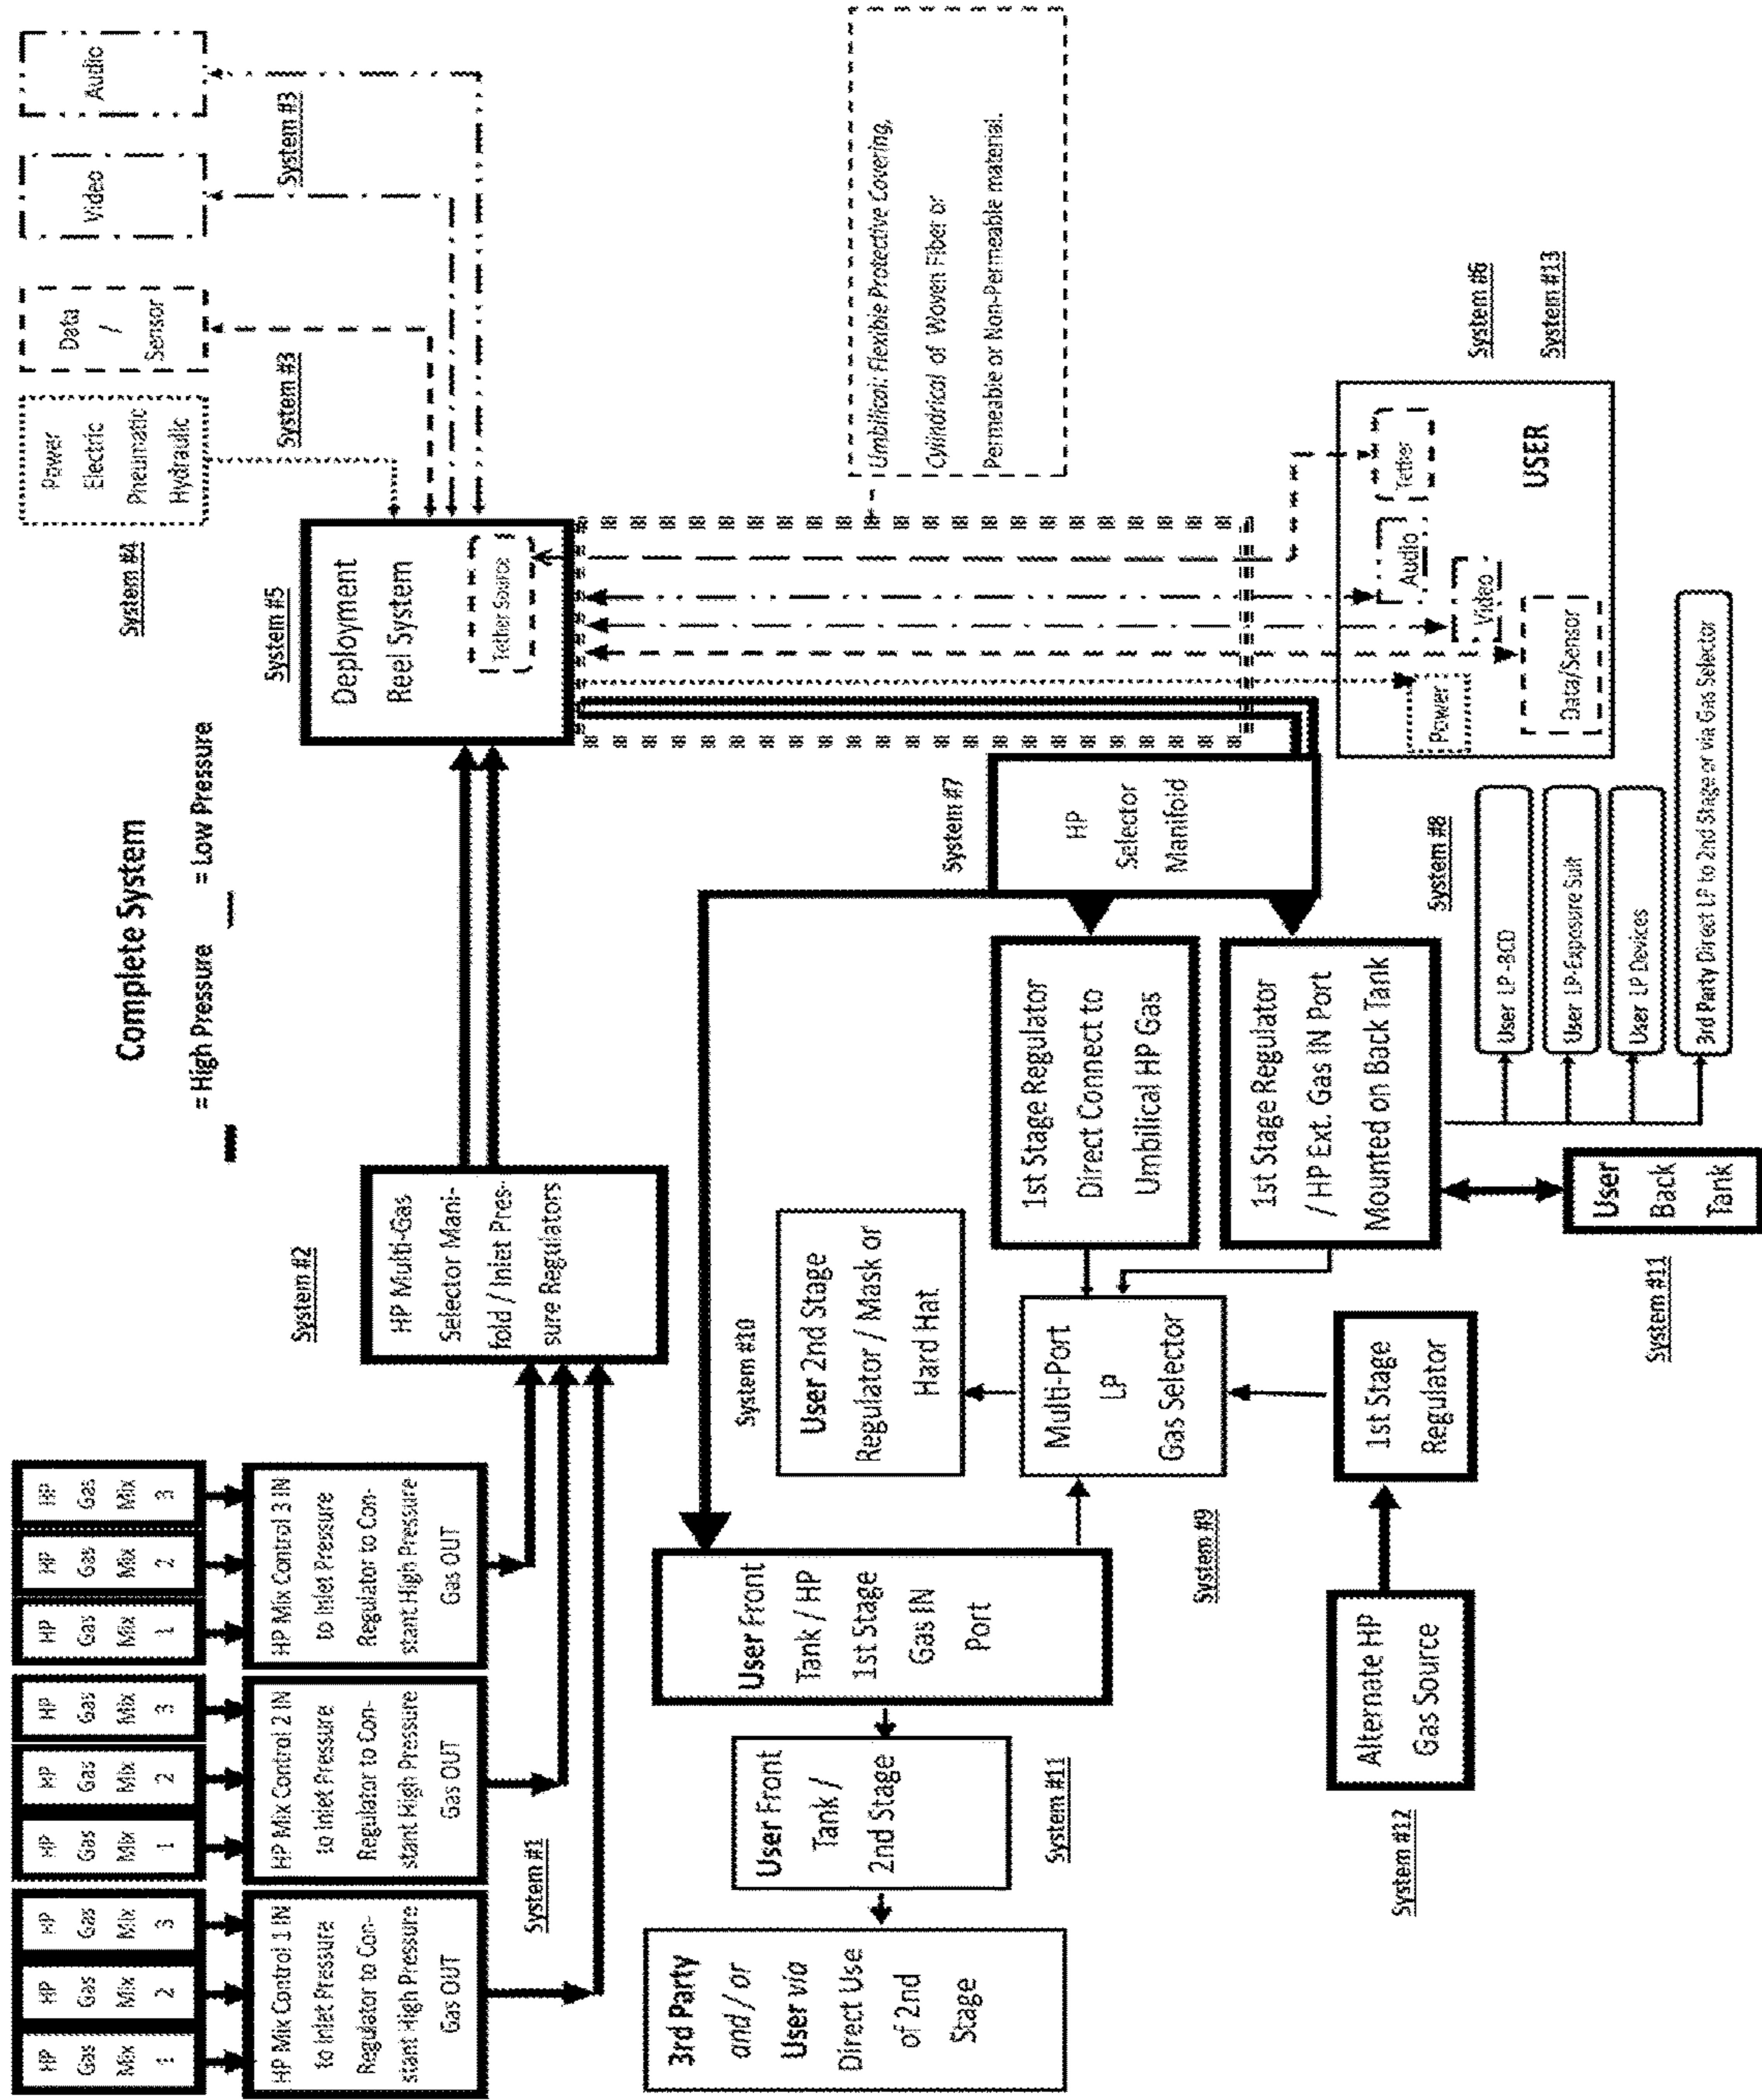 Complete System
= High Pressure
= Low Pressure
HP
Gas
Mix
1
HP
Gas
Mix
2
HP
Gas
Mix
3
HP
Gas
Mix
1
HP
Gas
Mix
2
HP
Gas
Mix
3
HP
Gas
Mix
1
HP
Gas
Mix
2
HP
Gas
Mix
3
HP Mix Control 1 IN
to Inlet Pressure
Regulator to Con-
stant High Pressure
Gas OUT
HP Mix Control 2 IN
to Inlet Pressure
Regulator to Con-
stant High Pressure
Gas OUT
HP Mix Control 3 IN
to Inlet Pressure
Regulator to Con-
stant High Pressure
Gas OUT
System #1
System #2
HP Multi-Gas
Selector Mani-
fold / Inlet Pres-
sure Regulators
System #4
Power
Electric
Pneumatic
Hydraulic
Data
/
Sensor
Video
Audio
System #3
System #3
System #5
Deployment
Reel System
Tether Source
Umbilical: Flexible Protective Covering,
Cylindrical of Woven Fiber or
Permeable or Non-Permeable material.
3rd Party
and / or
User via
Direct Use
of 2nd
Stage
User Front
Tank /
2nd Stage
System #11
User Front
Tank / HP
1st Stage
Gas IN
Port
System #10
User 2nd Stage
Regulator / Mask or
Hard Hat
System #7
HP
Selector
Manifold
1st Stage Regulator
Direct Connect to
Umbilical HP Gas
Multi-Port
LP
Gas Selector
System #9
1st Stage Regulator
/ HP Ext. Gas IN Port
Mounted on Back Tank
System #12
Alternate HP
Gas Source
1st Stage
Regulator
System #11
User
Back
Tank
System #8
User LP -BCD
User LP-Exposure Suit
User LP Devices
3rd Party Direct LP to 2nd Stage or via Gas Selector
Power
Audio
Tether
Video
Data/Sensor
USER
System #6
System #13